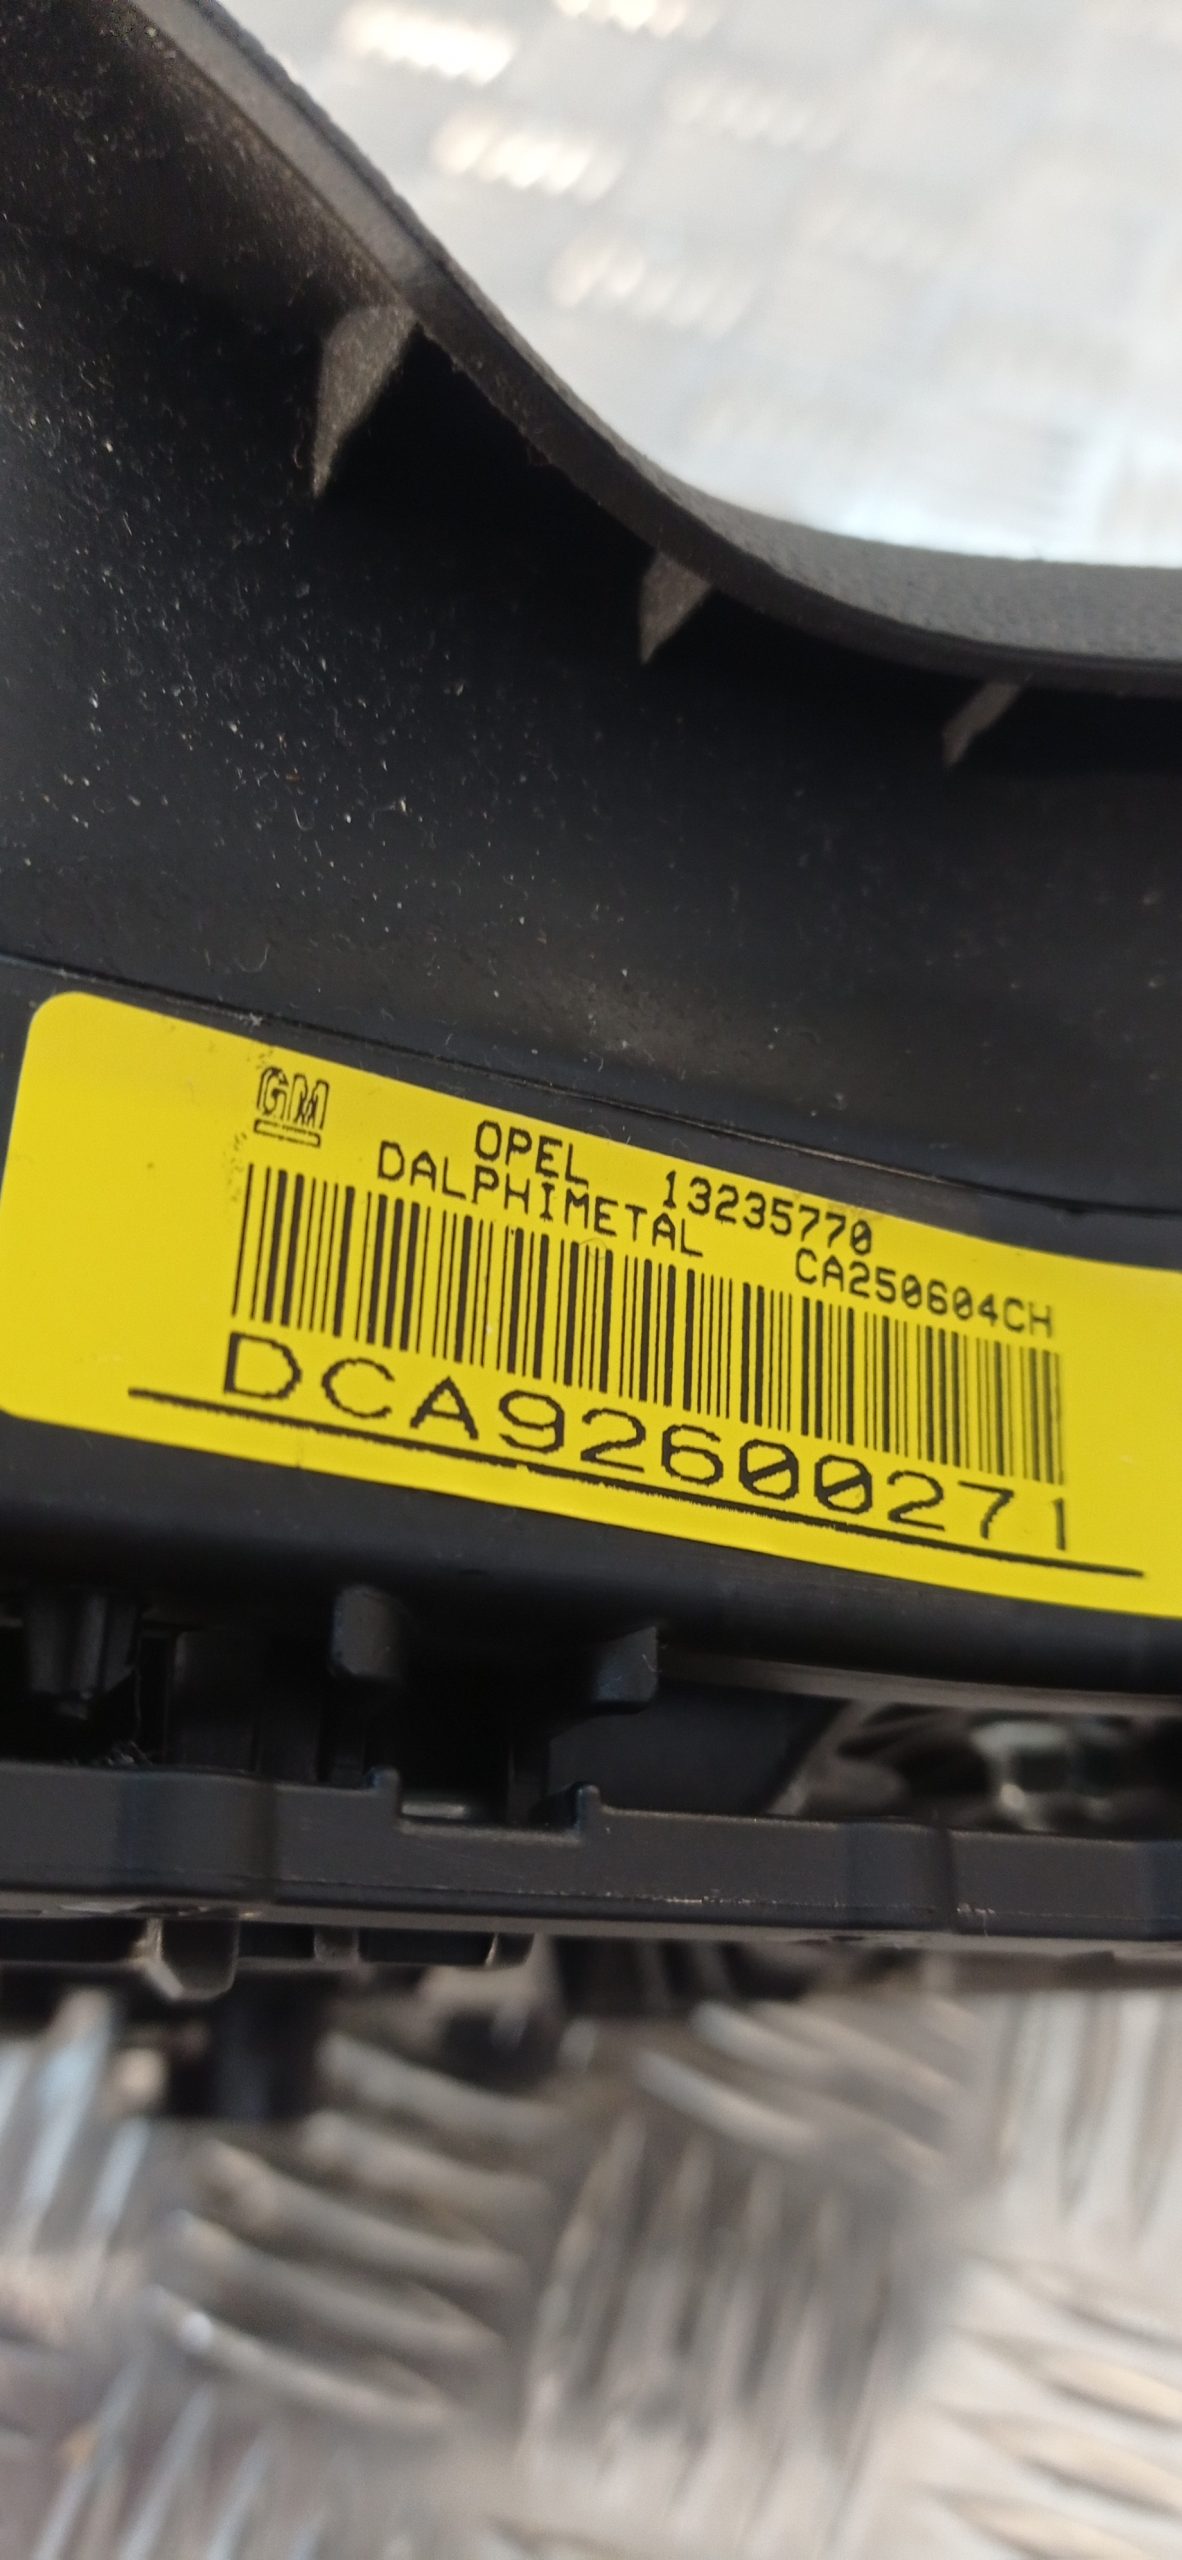 GM
OPEL 13235770
DALPHIMETAL CA250604CH
DCA92600271